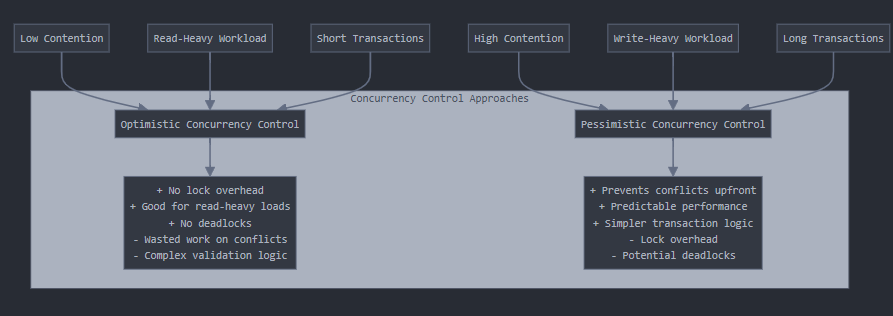 Low Contention
Read-Heavy Workload
Short Transactions
High Contention
Write-Heavy Workload
Long Transactions
Concurrency Control Approaches
Optimistic Concurrency Control
Pessimistic Concurrency Control
+ No lock overhead
+ Good for read-heavy loads
+ No deadlocks
- Wasted work on conflicts
- Complex validation logic
+ Prevents conflicts upfront
+ Predictable performance
+ Simpler transaction logic
- Lock overhead
- Potential deadlocks